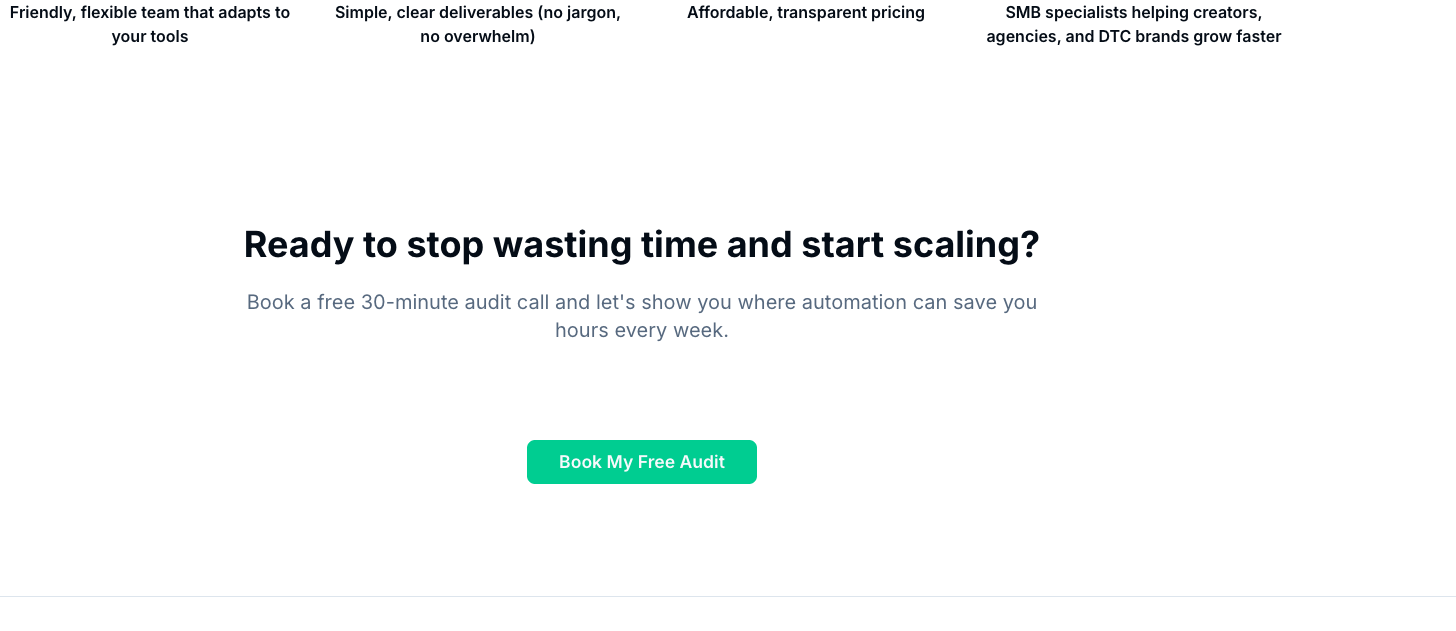 Friendly, flexible team that adapts to
your tools
Simple, clear deliverables (no jargon,
no overwhelm)
Affordable, transparent pricing
SMB specialists helping creators,
agencies, and DTC brands grow faster
Ready to stop wasting time and start scaling?
Book a free 30-minute audit call and let's show you where automation can save you
hours every week.
Book My Free Audit